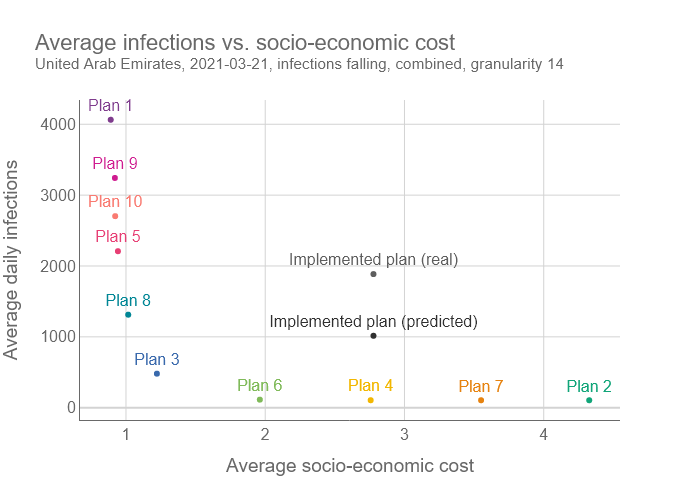 Average infections vs. socio-economic cost
United Arab Emirates, 2021-03-21, infections falling, combined, granularity 14
Average daily infections
4000
3000
2000
1000
0
Plan 1
Plan 9
Plan 10
Plan 5
Implemented plan (real)
Plan 8
Implemented plan (predicted)
Plan 3
Plan 6
Plan 4
Plan 7
Plan 2
1
2
3
4
Average socio-economic cost